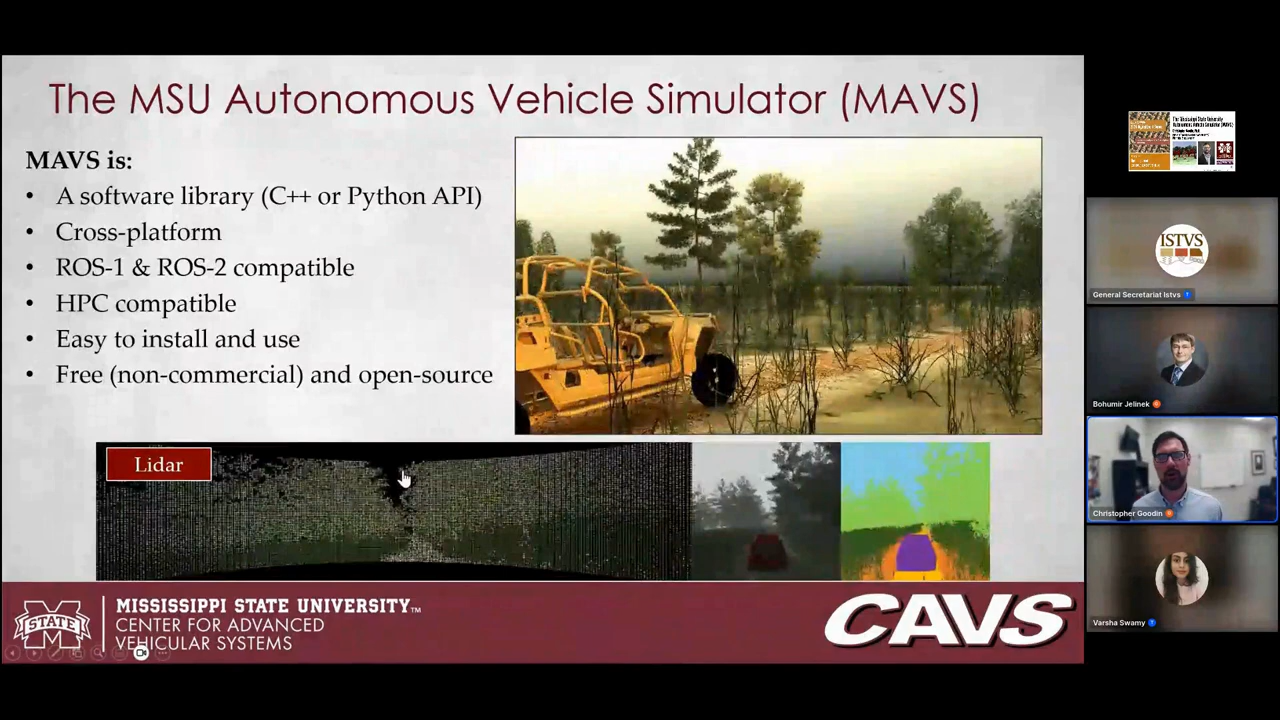 The MSU Autonomous Vehicle Simulator (MAVS)
MAVS is:
• A software library (C++ or Python API)
• Cross-platform
• ROS-1 & ROS-2 compatible
• HPC compatible
• Easy to install and use
• Free (non-commercial) and open-source
Lidar
STATE
MISSISSIPPI STATE UNIVERSITY™
CENTER FOR ADVANCED
VEHICULAR SYSTEMS
CAVS
ISTVS
General Secretariat Istvs
Bohumir Jelinek
Christopher Goodin
Varsha Swamy